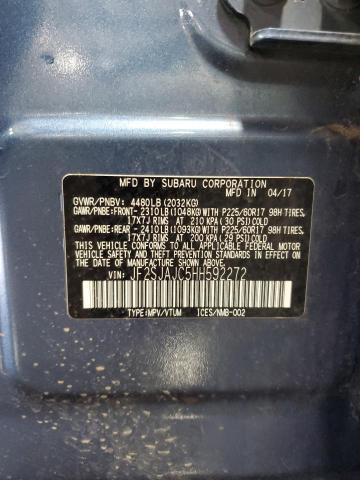 MFD BY SUBARU CORPORATION
MFD IN 04/17
GVWR/PNBV: 4480LB (2032KG)
GAWR/PNBE:FRONT- 2310LB (1048KG)WITH P225/60R17 98H TIRES,
17X7J RIMS AT 210 KPA(30 PSI)COLD
GAWR/PNBE:REAR - 2410LB (1093KG)WITH P225/60R17 98H TIRES,
17X7J RIMS AT 200 KPA(29 PSI)COLD
THIS VEHICLE CONFORMS TO ALL APPLICABLE FEDERAL MOTOR
VEHICLE SAFETY STANDARDS IN EFFECT ON THE DATE OF
MANUFACTURE SHOWN ABOVE.
VIN: JF2SJAJC5HH592272
TYPE:MPV/VTUM ICES/NMB-002